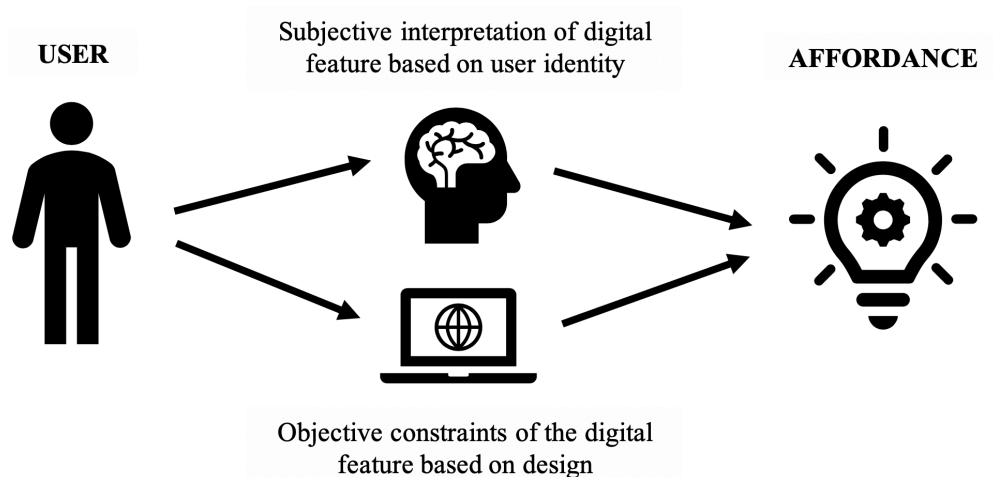 USER
Subjective interpretation of digital
feature based on user identity
AFFORDANCE
Objective constraints of the digital
feature based on design